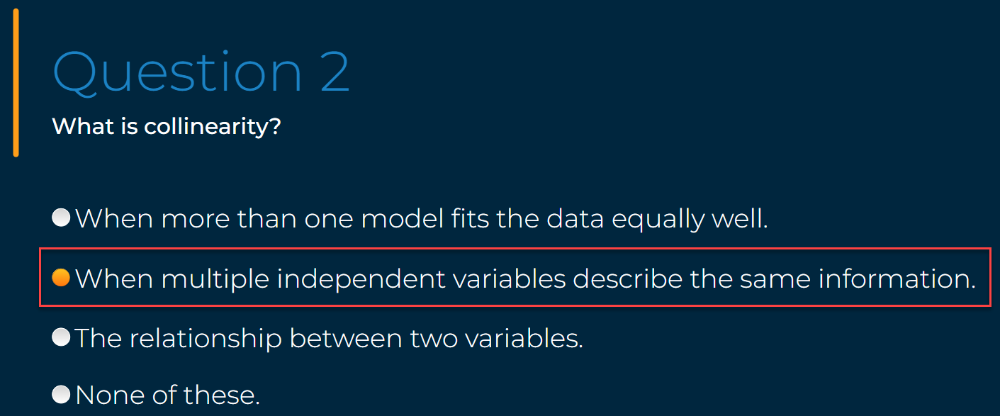 Question 2
What is collinearity?
When more than one model fits the data equally well.
When multiple independent variables describe the same information.
The relationship between two variables.
None of these.